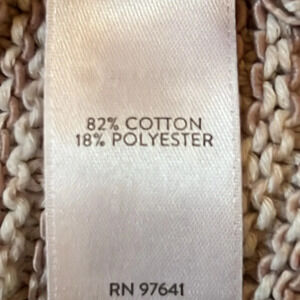 82% COTTON
18% POLYESTER
RN 97641